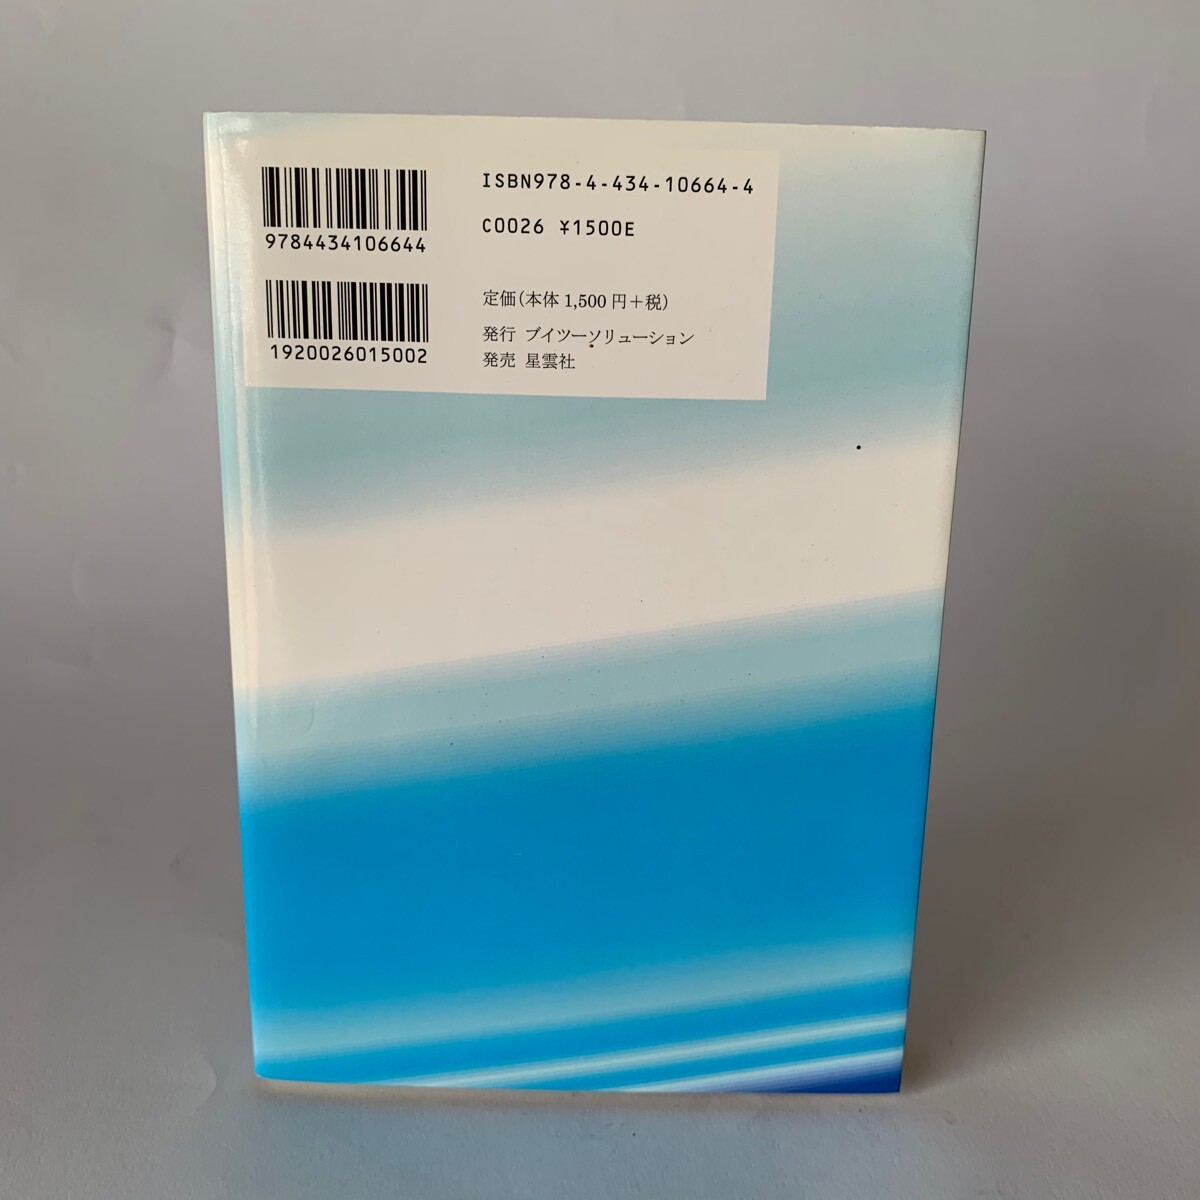 9784434106644
1920026015002
ISBN978-4-434-10664-4
C0026 ¥1500E
定価(本体1,500円+税)
発行 ブイツーソリューション
発売 星雲社